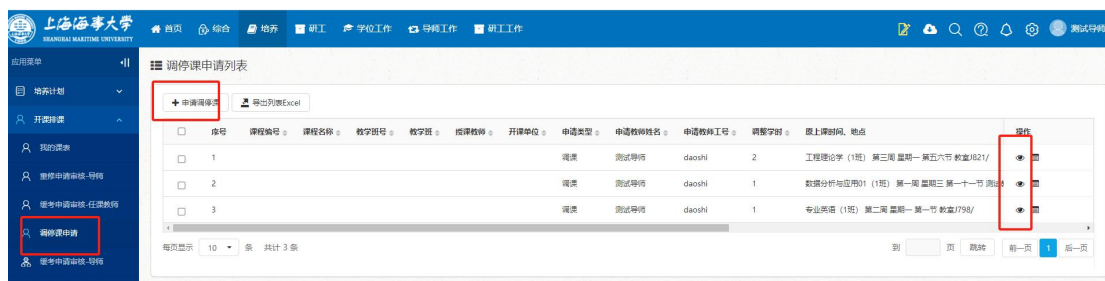 上海海事大学
SHANGHAI MARITIME UNIVERSITY
首页 综合 培养 研工 学位工作 导师工作 研工工作 测试导师
应用菜单
培养计划
开课排课
我的课表
重修申请审核-导师
缓考申请审核-任课教师
调停课申请
缓考申请审核-导师
调停课申请列表
申请调停课 导出列表Excel
序号 课程编号 课程名称 教学班号 教学班 授课教师 开课单位 申请类型 申请教师姓名 申请教师工号 调整学时 原上课时间、地点 操作
1 调课 测试导师 daoshi 2 工程理论学（1班） 第三周 星期一 第五六节 教室J821/
2 调课 测试导师 daoshi 1 数据分析与应用01（1班） 第一周 星期三 第一十一节 测试
3 调课 测试导师 daoshi 1 专业英语（1班） 第二周 星期一 第一节 教室J798/
每页显示 10 条 共计 3 条 到 页 跳转 前一页 1 后一页